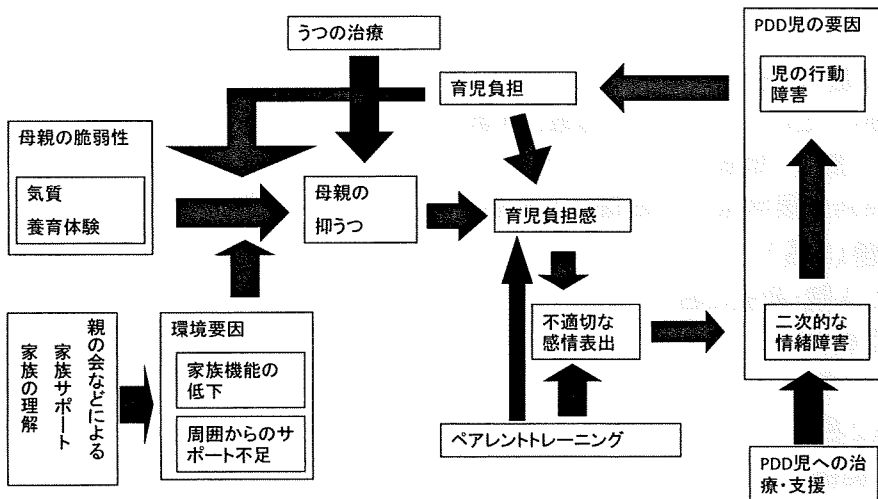 うつの治療
PDD児の要因
児の行動
障害
育児負担
母親の脆弱性
気質
養育体験
母親の
抑うつ
育児負担感
親の会などによる
家族サポート
家族の理解
環境要因
家族機能の
低下
周囲からのサ
ポート不足
不適切な
感情表出
二次的な
情緒障害
ペアレントトレーニング
PDD児への治
療・支援